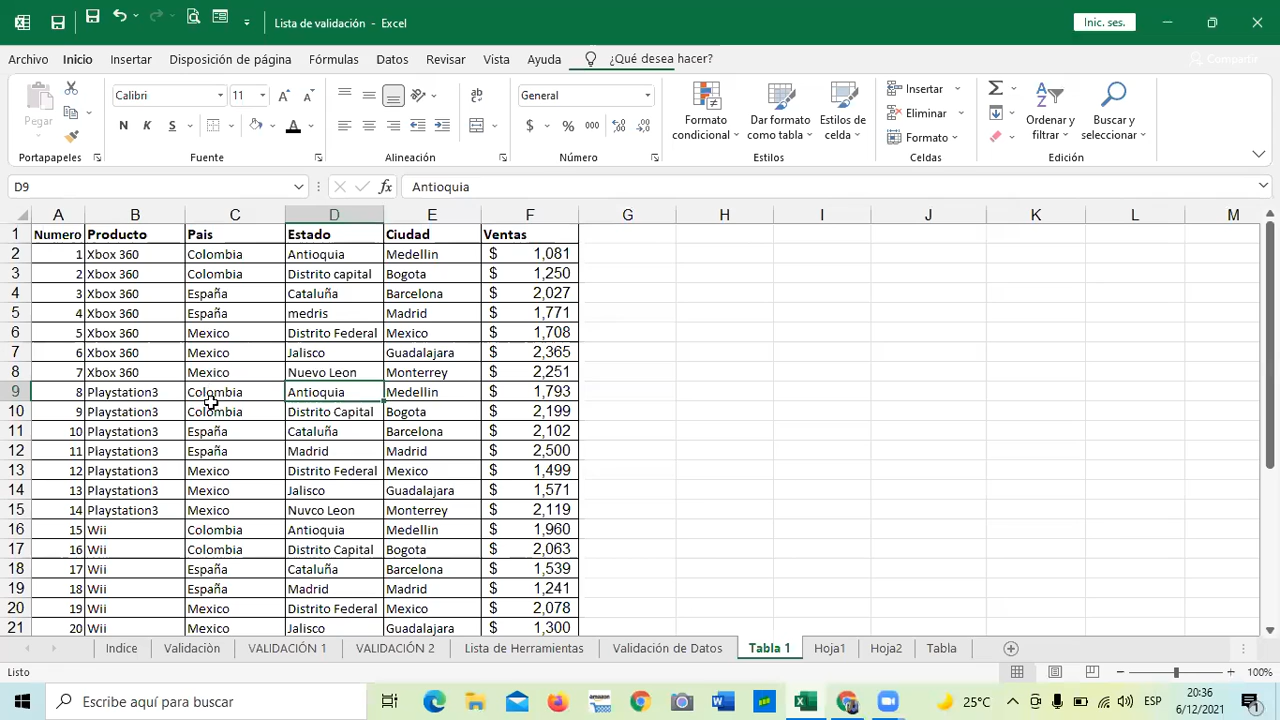 Lista de validación - Excel
Inic. ses.
Archivo Inicio Insertar Disposición de página Fórmulas Datos Revisar Vista Ayuda ¿Qué desea hacer? Compartir
Pegar
Calibri 11
N K S
ab
General
$ % 000
Formato condicional
Dar formato como tabla
Estilos de celda
Insertar
Eliminar
Formato
Ordenar y filtrar
Buscar y seleccionar
Portapapeles Fuente Alineación Número Estilos Celdas Edición
D9 fx Antioquia
A B C D E F G H I J K L M
1 Numero Producto Pais Estado Ciudad Ventas
2 1 Xbox 360 Colombia Antioquia Medellin $ 1,081
3 2 Xbox 360 Colombia Distrito capital Bogota $ 1,250
4 3 Xbox 360 España Cataluña Barcelona $ 2,027
5 4 Xbox 360 España medris Madrid $ 1,771
6 5 Xbox 360 Mexico Distrito Federal Mexico $ 1,708
7 6 Xbox 360 Mexico Jalisco Guadalajara $ 2,365
8 7 Xbox 360 Mexico Nuevo Leon Monterrey $ 2,251
9 8 Playstation3 Colombia Antioquia Medellin $ 1,793
10 9 Playstation3 Colombia Distrito Capital Bogota $ 2,199
11 10 Playstation3 España Cataluña Barcelona $ 2,102
12 11 Playstation3 España Madrid Madrid $ 2,500
13 12 Playstation3 Mexico Distrito Federal Mexico $ 1,499
14 13 Playstation3 Mexico Jalisco Guadalajara $ 1,571
15 14 Playstation3 Mexico Nuvco Leon Monterrey $ 2,119
16 15 Wii Colombia Antioquia Medellin $ 1,960
17 16 Wii Colombia Distrito Capital Bogota $ 2,063
18 17 Wii España Cataluña Barcelona $ 1,539
19 18 Wii España Madrid Madrid $ 1,241
20 19 Wii Mexico Distrito Federal Mexico $ 2,078
21 20 Wii Mexico Jalisco Guadalajara $ 1,300
Indice Validaciòn VALIDACIÓN 1 VALIDACIÓN 2 Lista de Herramientas Validación de Datos Tabla 1 Hoja1 Hoja2 Tabla
Listo 100%
Escribe aquí para buscar 25°C ESP 20:36
6/12/2021